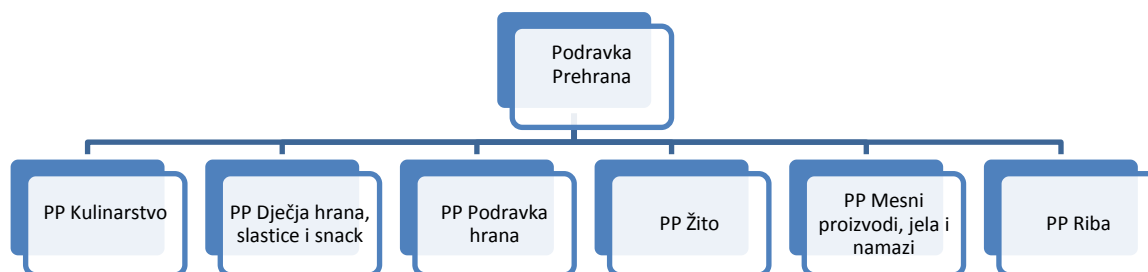 Podravka
Prehrana
PP Kulinarstvo
PP Dječja hrana,
slastice i snack
PP Podravka
hrana
PP Žito
PP Mesni
proizvodi, jela i
namazi
PP Riba